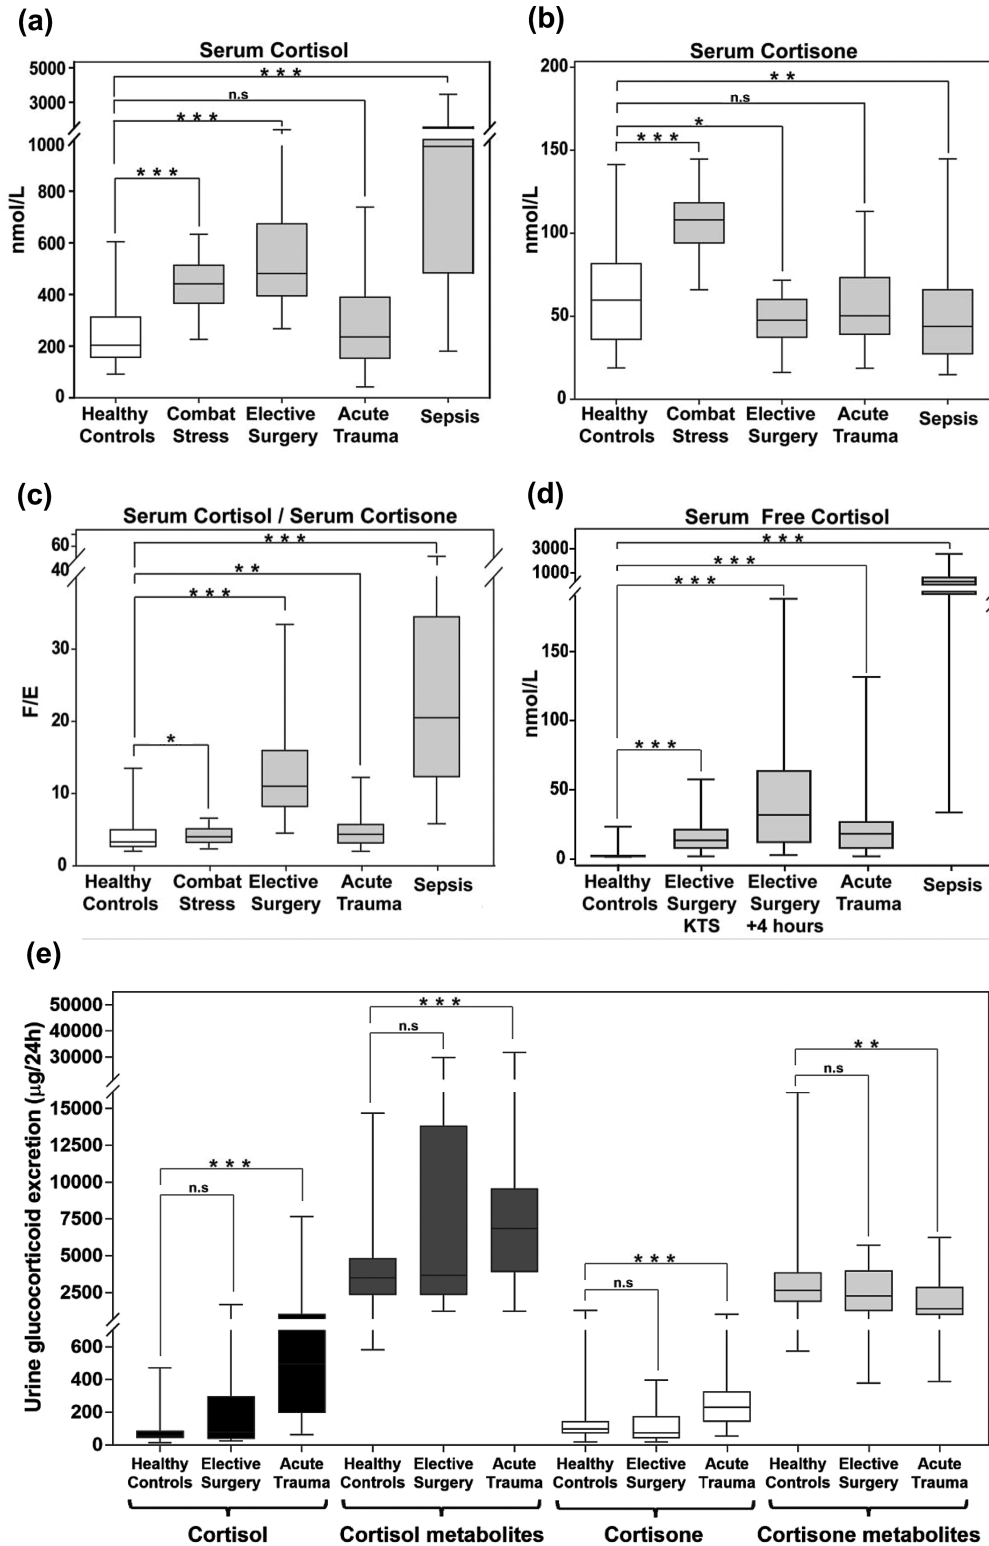 (a)
Serum Cortisol
5000
3000
1000
800
600
400
200
0
nmol/L
* * *
n.s
* * *
* * *
Healthy Controls
Combat Stress
Elective Surgery
Acute Trauma
Sepsis
(b)
Serum Cortisone
200
150
100
50
0
nmol/L
* *
n.s
*
* * *
Healthy Controls
Combat Stress
Elective Surgery
Acute Trauma
Sepsis
(c)
Serum Cortisol / Serum Cortisone
60
40
30
20
10
0
F/E
* * *
* *
* * *
*
Healthy Controls
Combat Stress
Elective Surgery
Acute Trauma
Sepsis
(d)
Serum Free Cortisol
3000
1000
150
100
50
0
nmol/L
* * *
* * *
* * *
* * *
Healthy Controls
Elective Surgery KTS
Elective Surgery +4 hours
Acute Trauma
Sepsis
(e)
Urine glucocorticoid excretion (µg/24h)
50000
40000
30000
15000
12500
10000
7500
5000
2500
600
400
200
0
* * *
n.s
* * *
n.s
* * *
n.s
* *
n.s
Healthy Controls
Elective Surgery
Acute Trauma
Healthy Controls
Elective Surgery
Acute Trauma
Healthy Controls
Elective Surgery
Acute Trauma
Healthy Controls
Elective Surgery
Acute Trauma
Cortisol
Cortisol metabolites
Cortisone
Cortisone metabolites